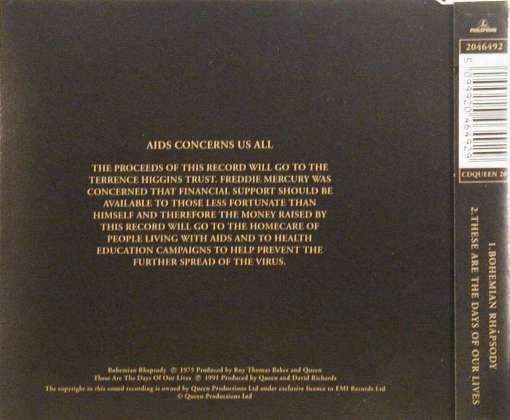 AIDS CONCERNS US ALL
THE PROCEEDS OF THIS RECORD WILL GO TO THE
TERRENCE HIGGINS TRUST. FREDDIE MERCURY WAS
CONCERNED THAT FINANCIAL SUPPORT SHOULD BE
AVAILABLE TO THOSE LESS FORTUNATE THAN
HIMSELF AND THEREFORE THE MONEY RAISED BY
THIS RECORD WILL GO TO THE HOMECARE OF
PEOPLE LIVING WITH AIDS AND TO HEALTH
EDUCATION CAMPAIGNS TO HELP PREVENT THE
FURTHER SPREAD OF THE VIRUS.
Bohemian Rhapsody ℗ 1975 Produced by Roy Thomas Baker and Queen
These Are The Days Of Our Lives ℗ 1991 Produced by Queen and David Richards
The copyright in this sound recording is owned by Queen Productions Ltd under exclusive licence to EMI Records Ltd
© Queen Productions Ltd
PARLOPHONE
2046492
5 099920 464929
CDQUEEN 20
1.BOHEMIAN RHAPSODY
2.THESE ARE THE DAYS OF OUR LIVES